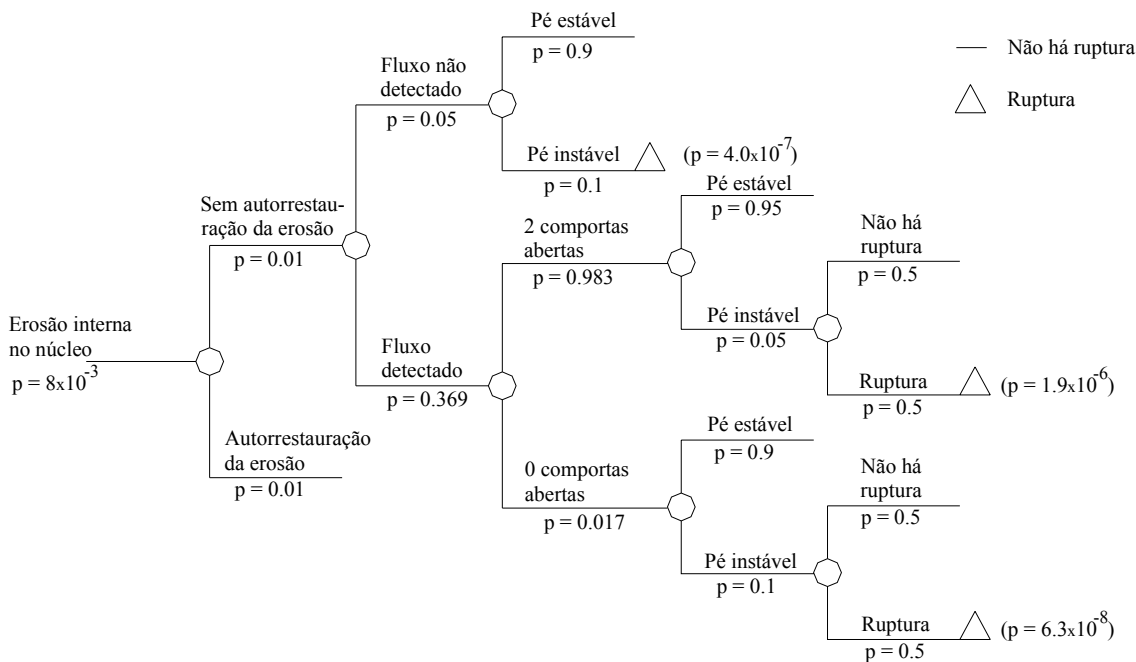 Pé estável
p = 0.9
Não há ruptura
Ruptura
Fluxo não
detectado
p = 0.05
Pé instável
p = 0.1
(p = 4.0x10⁻⁷)
Sem autorrestau-
ração da erosão
p = 0.01
Pé estável
p = 0.95
2 comportas
abertas
p = 0.983
Não há
ruptura
p = 0.5
Pé instável
p = 0.05
Ruptura
p = 0.5
(p = 1.9x10⁻⁶)
Erosão interna
no núcleo
p = 8x10⁻³
Fluxo
detectado
p = 0.369
Autorrestauração
da erosão
p = 0.01
Pé estável
p = 0.9
0 comportas
abertas
p = 0.017
Não há
ruptura
p = 0.5
Pé instável
p = 0.1
Ruptura
p = 0.5
(p = 6.3x10⁻⁸)